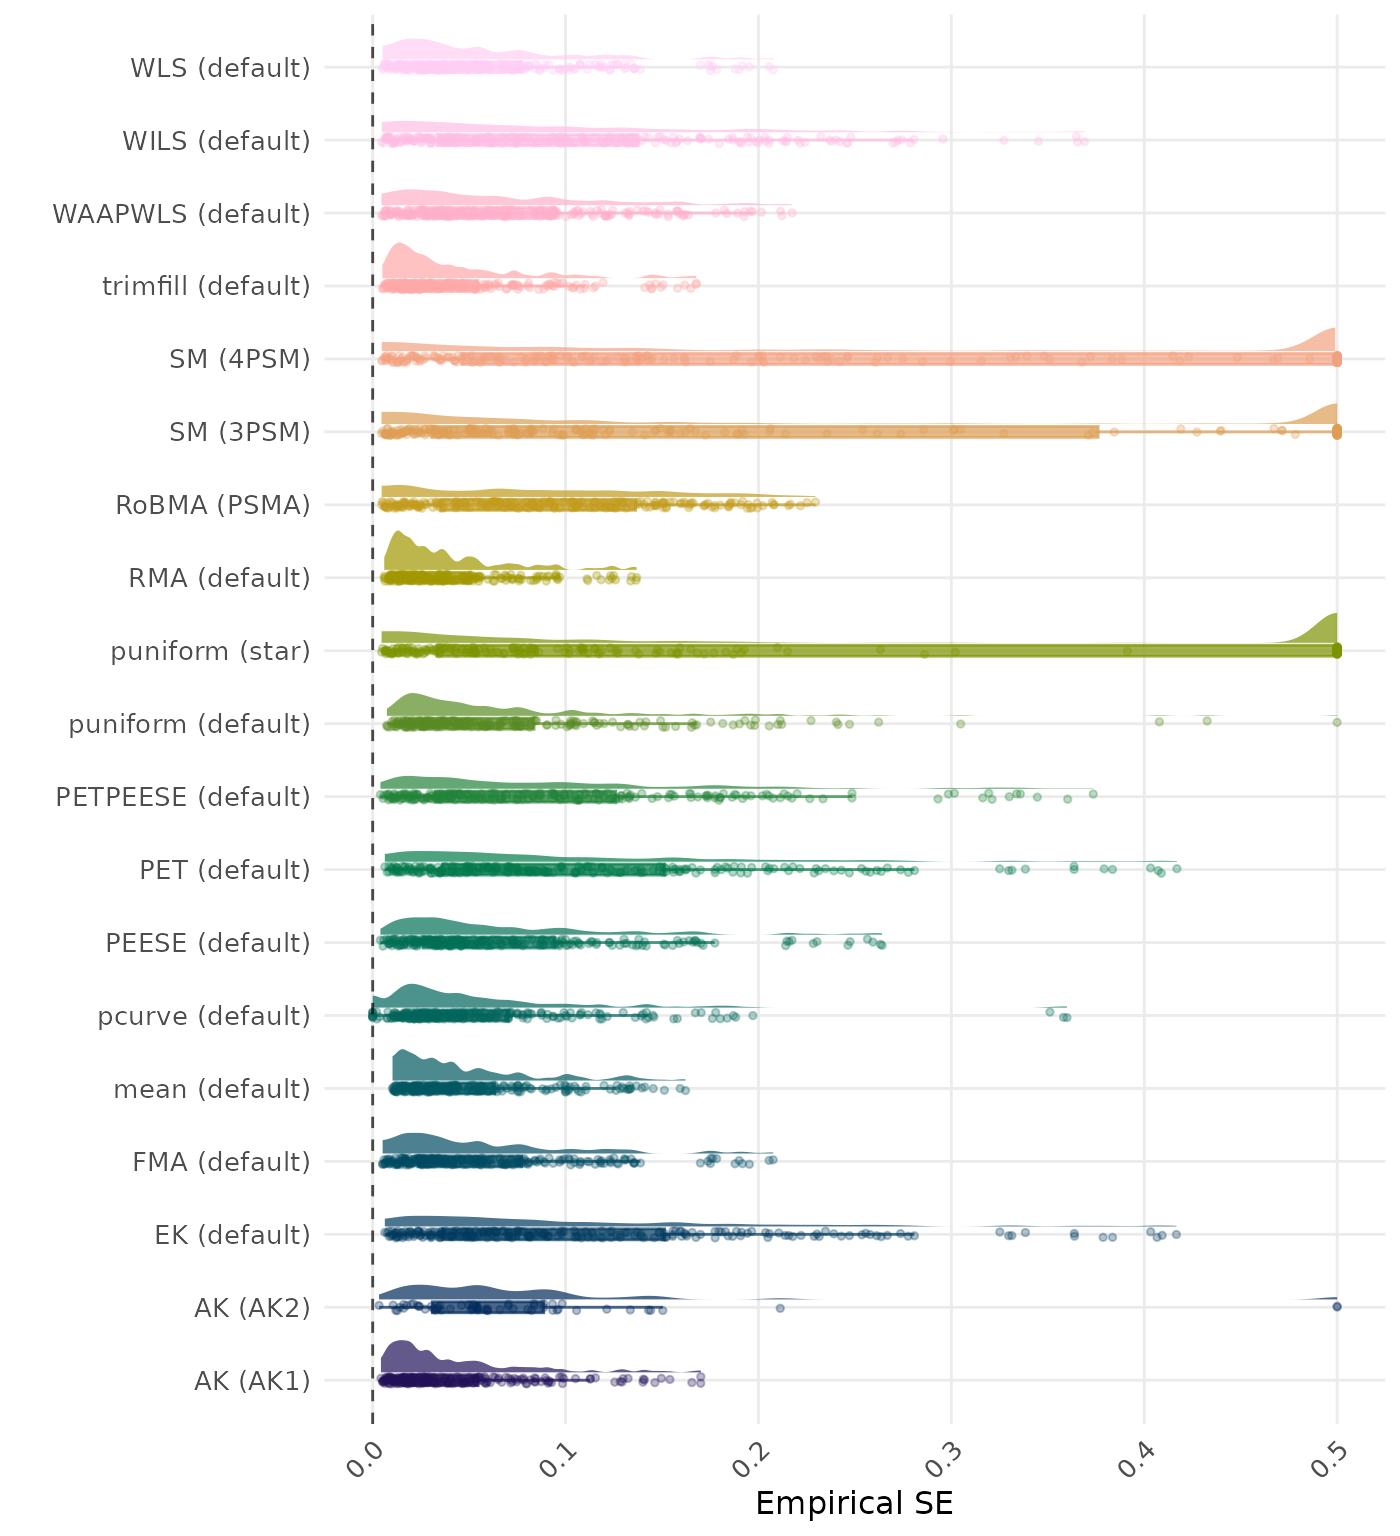 WLS (default)
WILS (default)
WAAPWLS (default)
trimfill (default)
SM (4PSM)
SM (3PSM)
RoBMA (PSMA)
RMA (default)
puniform (star)
puniform (default)
PETPEESE (default)
PET (default)
PEESE (default)
pcurve (default)
mean (default)
FMA (default)
EK (default)
AK (AK2)
AK (AK1)
0.0 0.1 0.2 0.3 0.4 0.5
Empirical SE